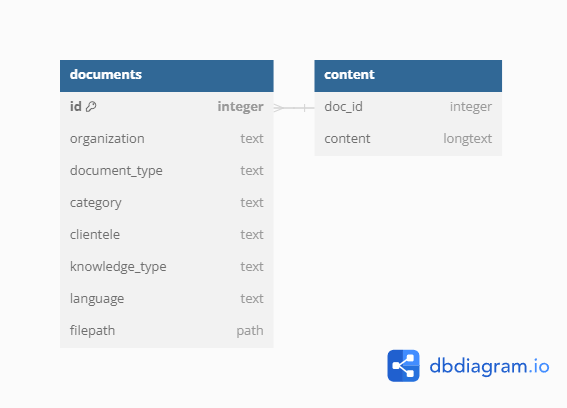 documents
id integer
organization text
document_type text
category text
clientele text
knowledge_type text
language text
filepath path
content
doc_id integer
content longtext
dbdiagram.io